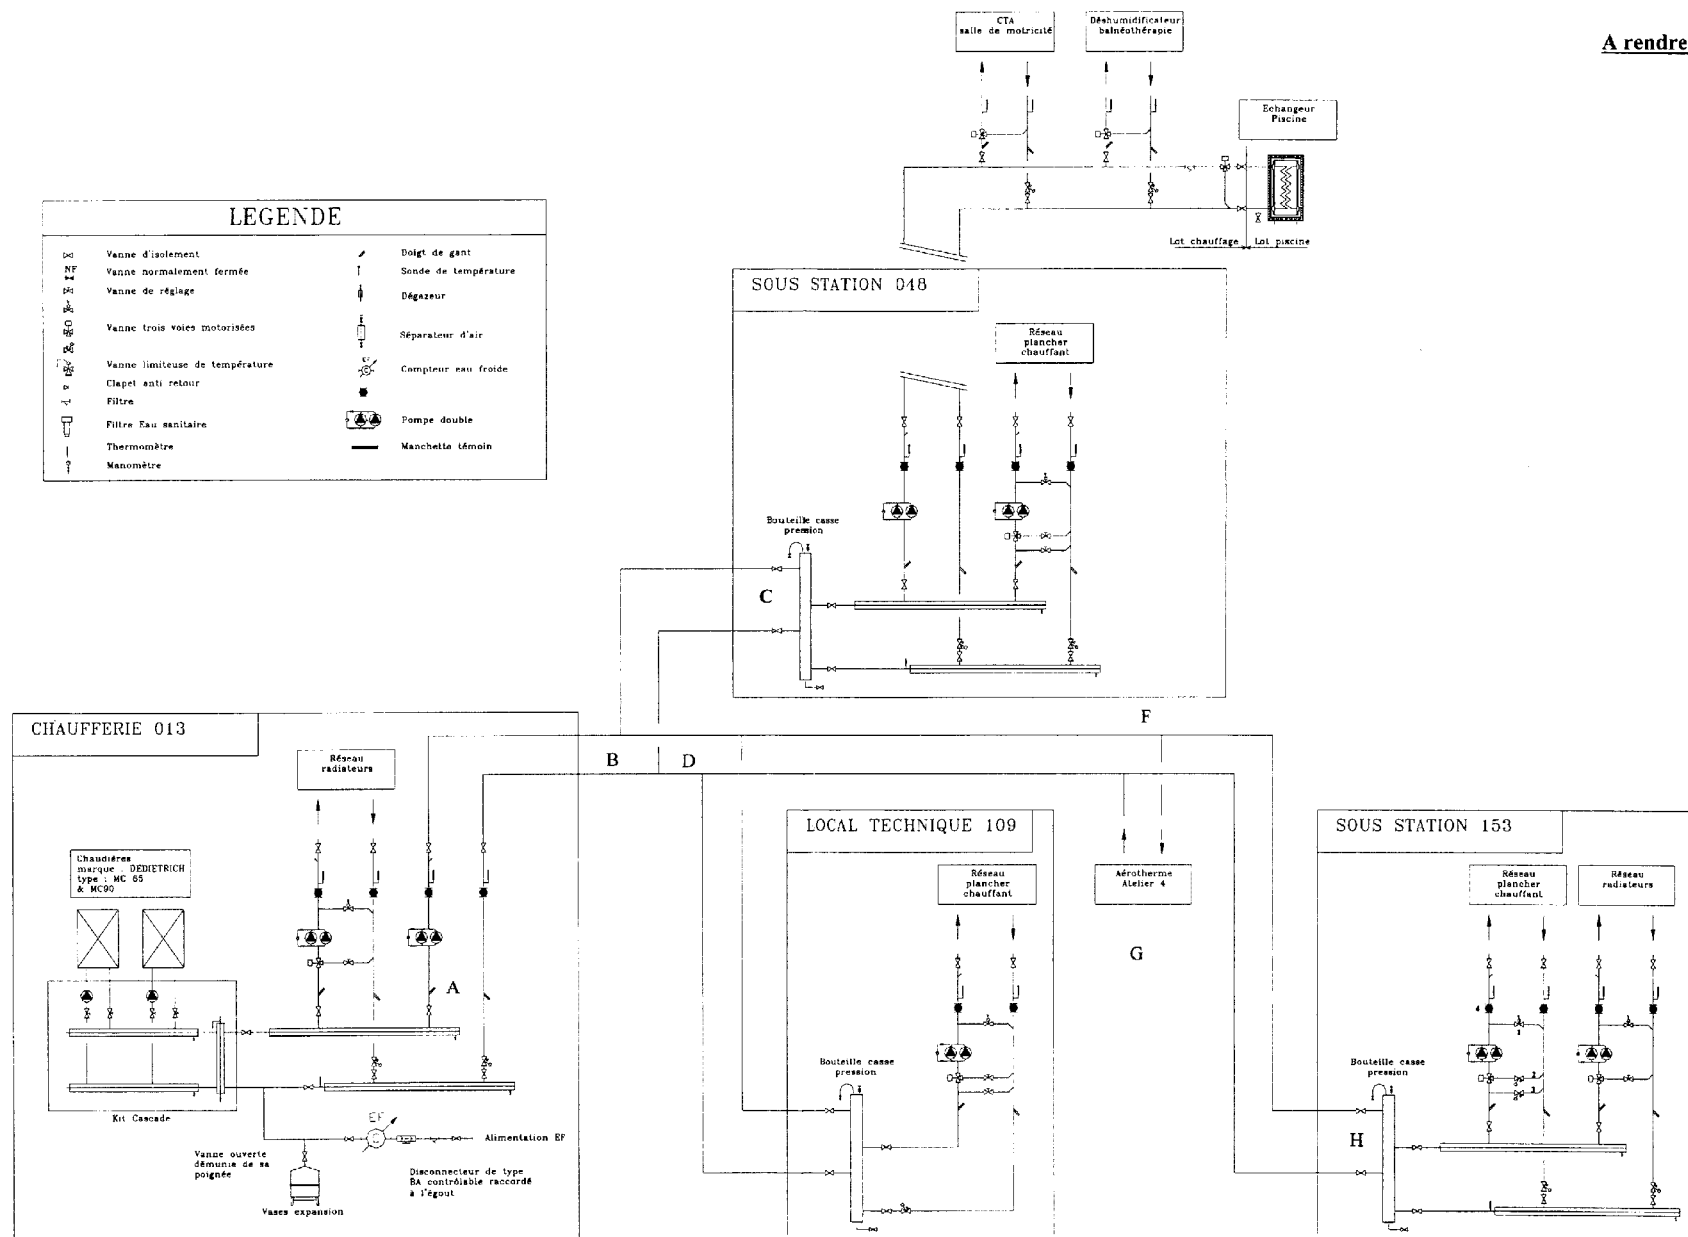 CTA
salle de motricité
Déshumidificateur
balnéothérapie
A rendre
Echangeur
Piscine
Lot chauffage
Lot piscine
LEGENDE
Vanne d'isolement
NF
Vanne normalement fermée
Vanne de réglage
Vanne trois voies motorisées
Vanne limiteuse de température
Clapet anti retour
Filtre
Filtre Eau sanitaire
Thermomètre
Manomètre
Doigt de gant
Sonde de température
Dégazeur
Séparateur d'air
EF
C
Compteur eau froide
Pompe double
Manchette témoin
SOUS STATION 048
Réseau
plancher
chauffant
Bouteille casse
pression
C
F
CHAUFFERIE 013
Réseau
radiateurs
B
D
Chaudières
marque : DEDIETRICH
type : MC 65
& MC90
A
Kit Cascade
EF
Alimentation EF
Vanne ouverte
démunie de sa
poignée
Disconnecteur de type
BA contrôlable raccordé
à l'égout
Vases expansion
LOCAL TECHNIQUE 109
Réseau
plancher
chauffant
Bouteille casse
pression
Aérotherme
Atelier 4
G
SOUS STATION 153
Réseau
plancher
chauffant
Réseau
radiateurs
4
1
2
3
Bouteille casse
pression
H